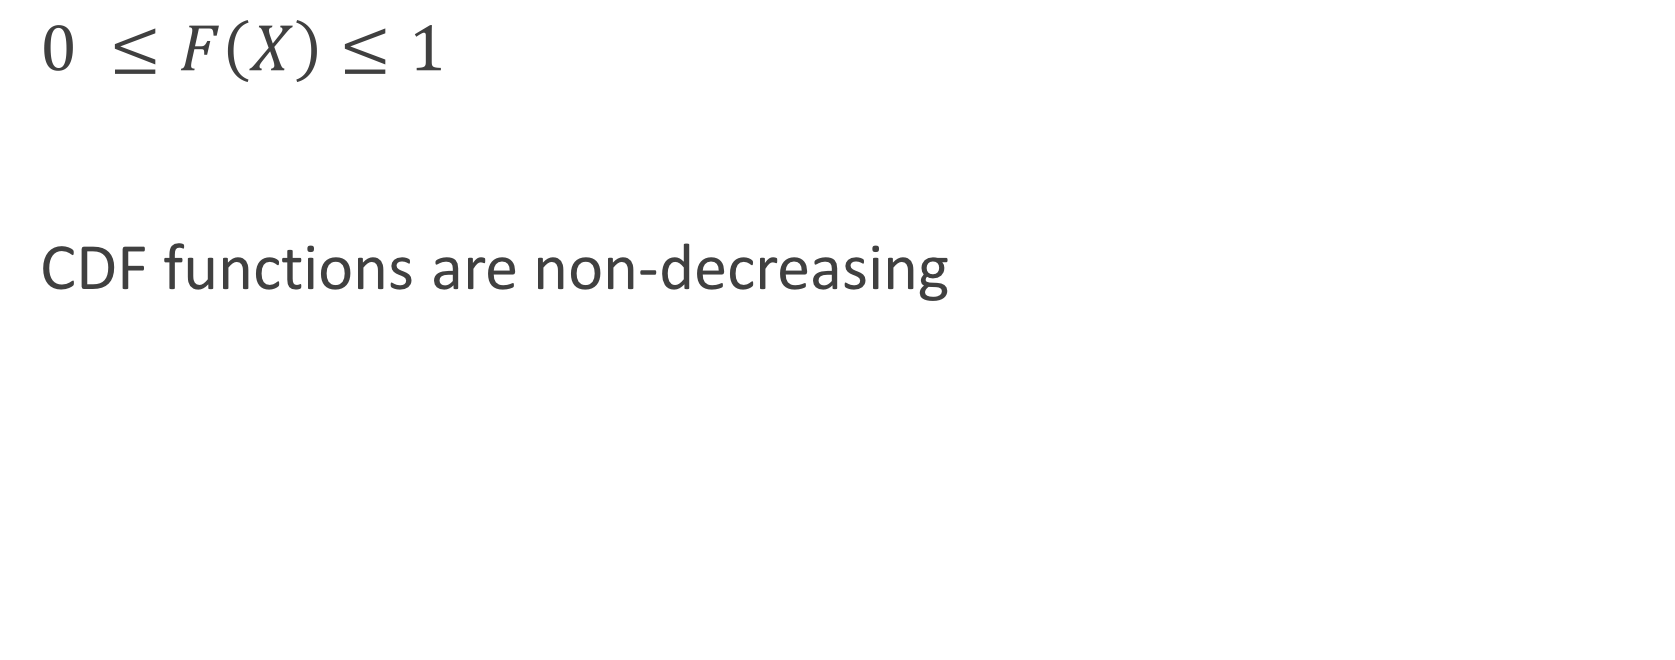 0 ≤ F(X) ≤ 1
CDF functions are non-decreasing